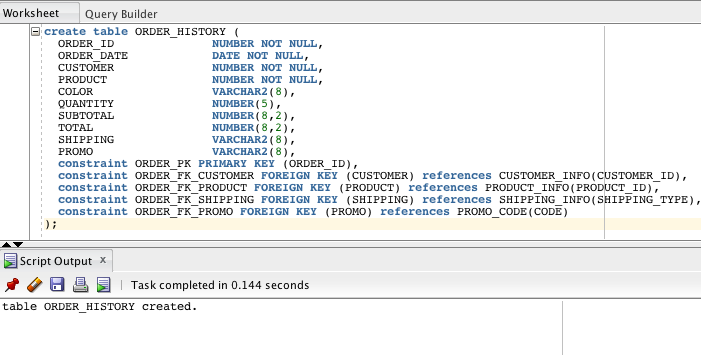 Worksheet Query Builder
create table ORDER_HISTORY (
ORDER_ID NUMBER NOT NULL,
ORDER_DATE DATE NOT NULL,
CUSTOMER NUMBER NOT NULL,
PRODUCT NUMBER NOT NULL,
COLOR VARCHAR2(8),
QUANTITY NUMBER(5),
SUBTOTAL NUMBER(8,2),
TOTAL NUMBER(8,2),
SHIPPING VARCHAR2(8),
PROMO VARCHAR2(8),
constraint ORDER_PK PRIMARY KEY (ORDER_ID),
constraint ORDER_FK_CUSTOMER FOREIGN KEY (CUSTOMER) references CUSTOMER_INFO(CUSTOMER_ID),
constraint ORDER_FK_PRODUCT FOREIGN KEY (PRODUCT) references PRODUCT_INFO(PRODUCT_ID),
constraint ORDER_FK_SHIPPING FOREIGN KEY (SHIPPING) references SHIPPING_INFO(SHIPPING_TYPE),
constraint ORDER_FK_PROMO FOREIGN KEY (PROMO) references PROMO_CODE(CODE)
);
Script Output x
Task completed in 0.144 seconds
table ORDER_HISTORY created.